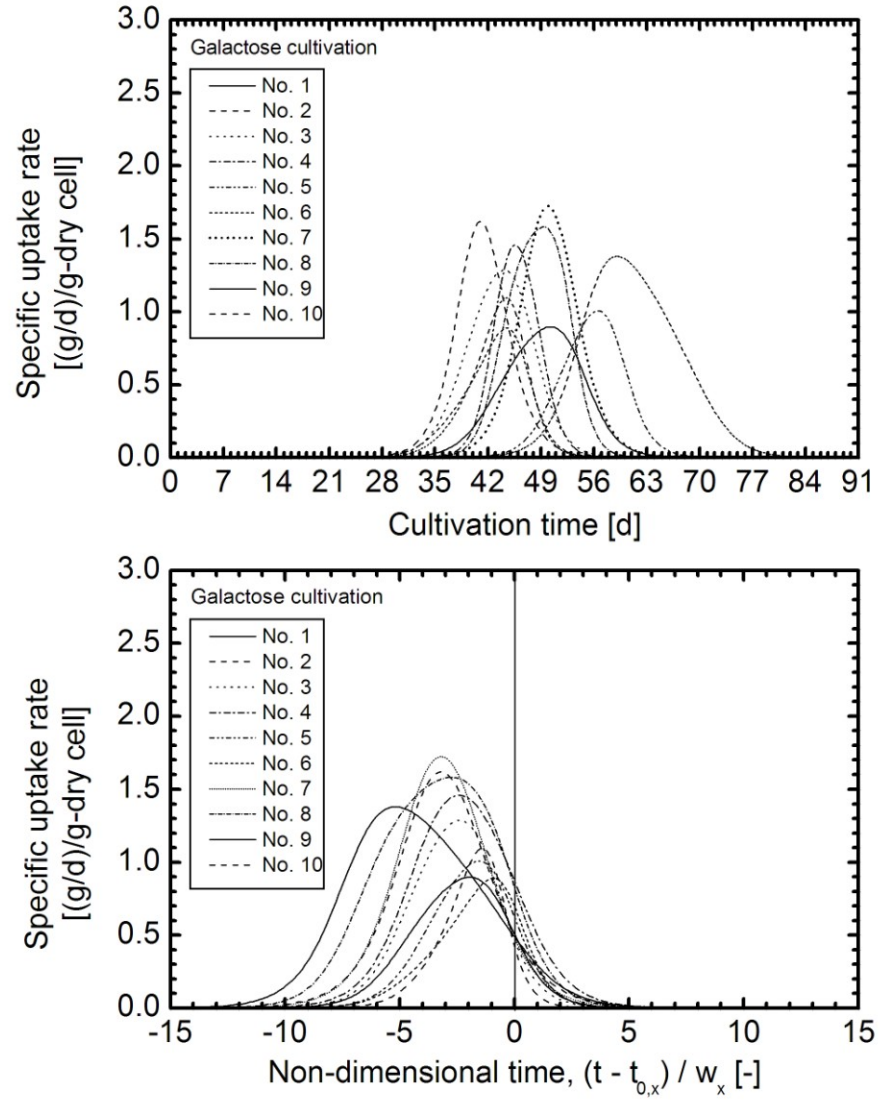 3.0
Galactose cultivation
No. 1
No. 2
2.5
No. 3
No. 4
2.0
No. 5
No. 6
1.5
No. 7
No. 8
No. 9
1.0
No. 10
0.5
0.0
Specific uptake rate
[(g/d)/g-dry cell]
0 7 14 21 28 35 42 49 56 63 70 77 84 91
Cultivation time [d]
3.0
Galactose cultivation
No. 1
No. 2
2.5
No. 3
No. 4
2.0
No. 5
No. 6
1.5
No. 7
No. 8
No. 9
1.0
No. 10
0.5
0.0
Specific uptake rate
[(g/d)/g-dry cell]
-15 -10 -5 0 5 10 15
Non-dimensional time, (t - t0,x) / wx [-]